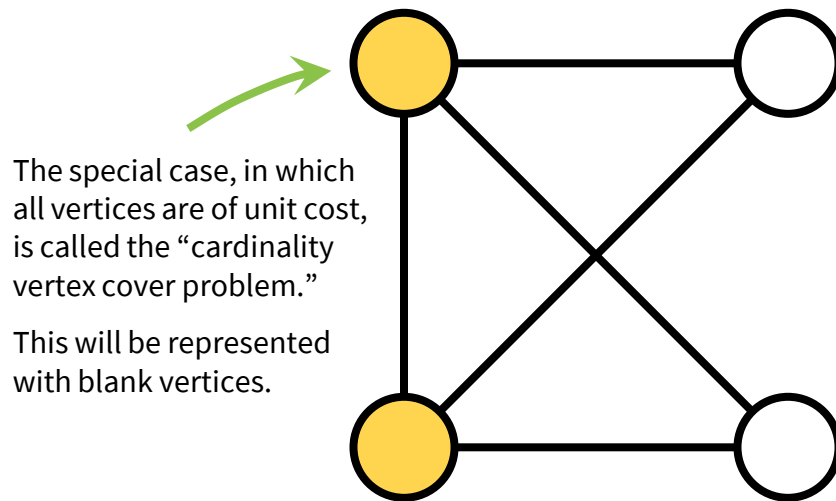 The special case, in which
all vertices are of unit cost,
is called the “cardinality
vertex cover problem.”
This will be represented
with blank vertices.